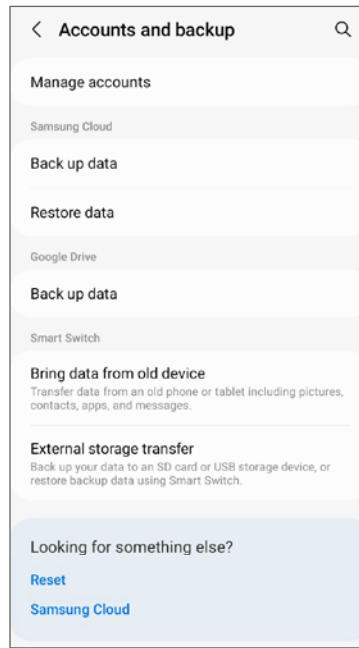 Accounts and backup
Manage accounts
Samsung Cloud
Back up data
Restore data
Google Drive
Back up data
Smart Switch
Bring data from old device
Transfer data from an old phone or tablet including pictures,
contacts, apps, and messages.
External storage transfer
Back up your data to an SD card or USB storage device, or
restore backup data using Smart Switch.
Looking for something else?
Reset
Samsung Cloud